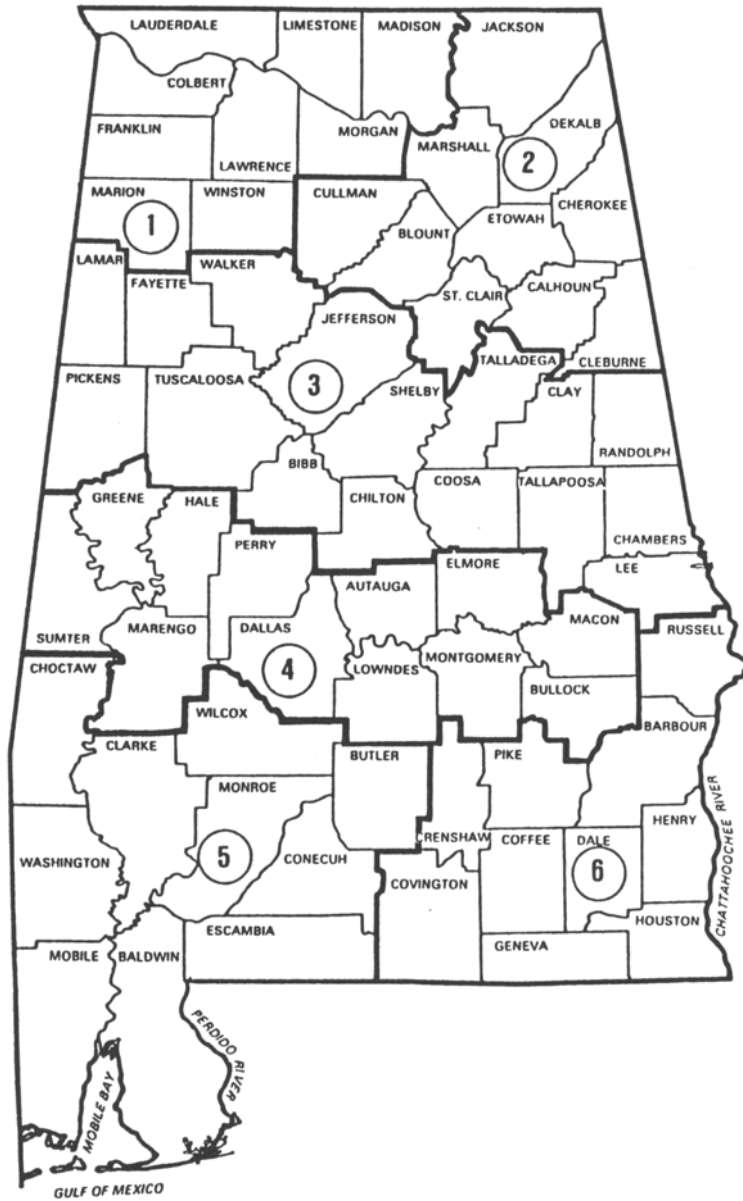 LAUDERDALE
LIMESTONE
MADISON
JACKSON
COLBERT
FRANKLIN
LAWRENCE
MORGAN
MARSHALL
DEKALB
2
MARION
WINSTON
CULLMAN
CHEROKEE
1
BLOUNT
ETOWAH
LAMAR
FAYETTE
WALKER
ST. CLAIR
CALHOUN
JEFFERSON
TALLADEGA
CLEBURNE
PICKENS
TUSCALOOSA
3
SHELBY
CLAY
RANDOLPH
BIBB
GREENE
HALE
CHILTON
COOSA
TALLAPOOSA
PERRY
CHAMBERS
AUTAUGA
ELMORE
LEE
SUMTER
MARENGO
DALLAS
MACON
RUSSELL
CHOCTAW
4
LOWNDES
MONTGOMERY
BULLOCK
WILCOX
BARBOUR
CLARKE
BUTLER
PIKE
MONROE
HENRY
WASHINGTON
5
CONECUH
CRENSHAW
COFFEE
DALE
6
COVINGTON
CHATTAHOOCHEE RIVER
ESCAMBIA
HOUSTON
MOBILE
BALDWIN
GENEVA
PERDIDO
RIVER
MOBILE BAY
GULF OF MEXICO